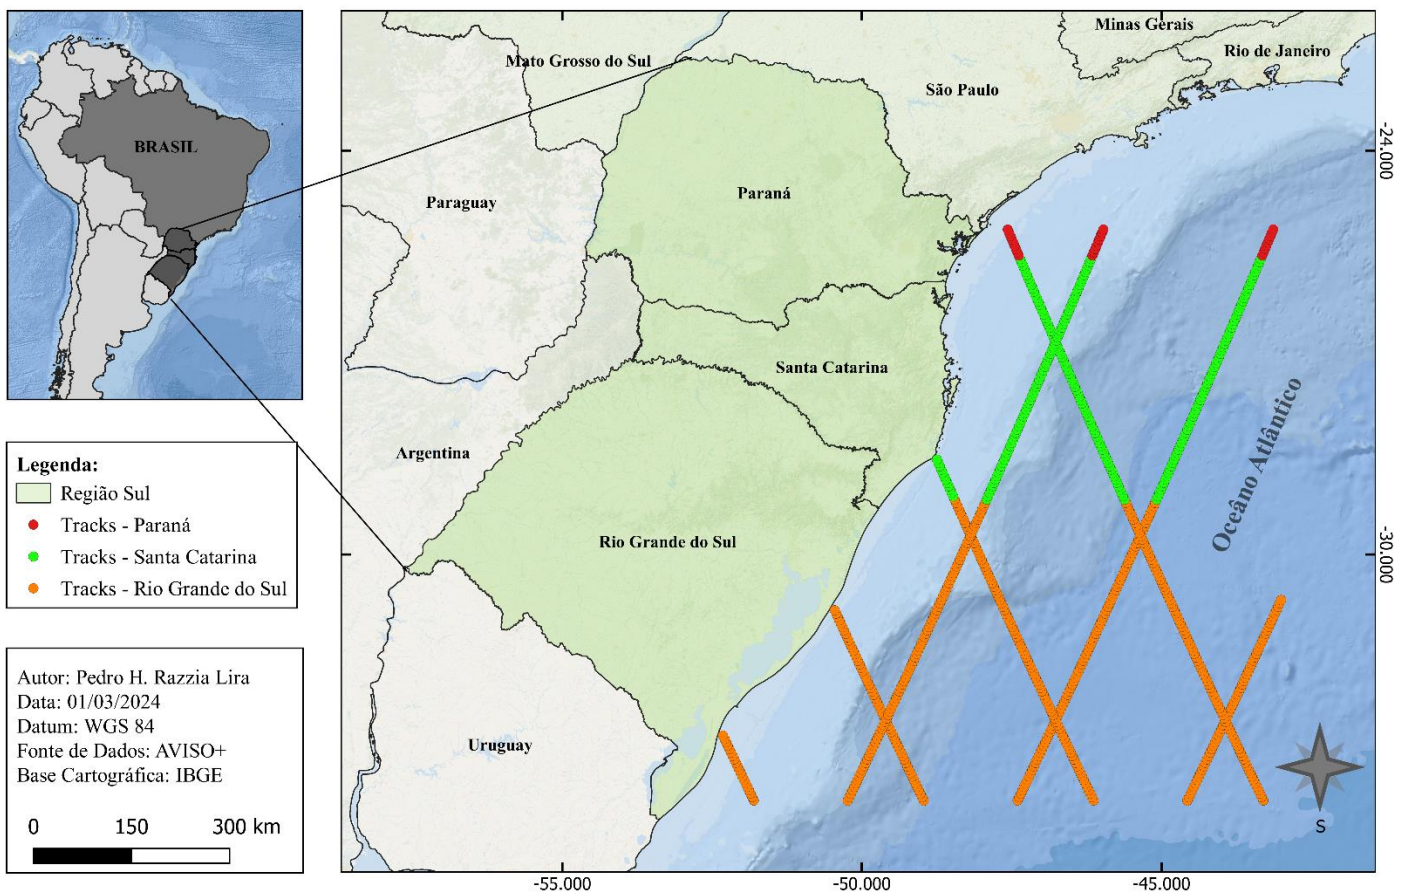 BRASIL
Legenda:
Região Sul
Tracks - Paraná
Tracks - Santa Catarina
Tracks - Rio Grande do Sul
Autor: Pedro H. Razzia Lira
Data: 01/03/2024
Datum: WGS 84
Fonte de Dados: AVISO+
Base Cartográfica: IBGE
0 150 300 km
Minas Gerais
Rio de Janeiro
Mato Grosso do Sul
São Paulo
Paraná
Paraguay
Santa Catarina
Argentina
Rio Grande do Sul
Uruguay
Oceâno Atlântico
S
-24.000
-30.000
-55.000
-50.000
-45.000